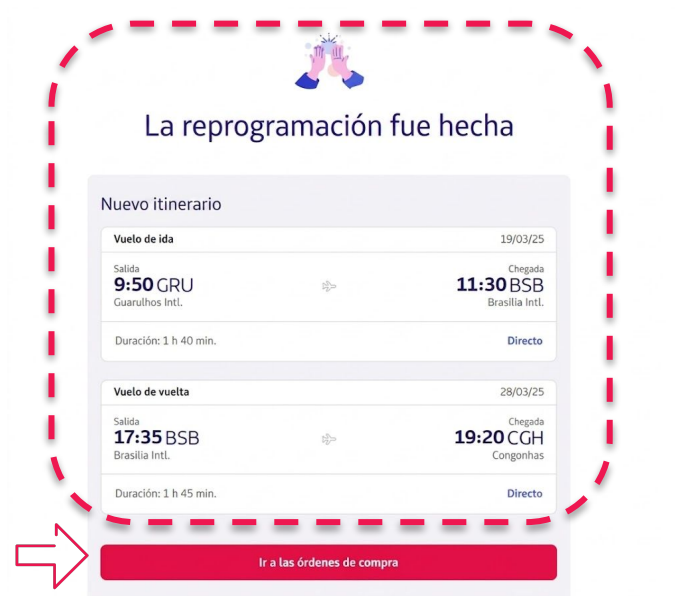 La reprogramación fue hecha
Nuevo itinerario
Vuelo de ida 19/03/25
Salida Chegada
9:50 GRU 11:30 BSB
Guarulhos Intl. Brasilia Intl.
Duración: 1 h 40 min. Directo
Vuelo de vuelta 28/03/25
Salida Chegada
17:35 BSB 19:20 CGH
Brasilia Intl. Congonhas
Duración: 1 h 45 min. Directo
Ir a las órdenes de compra